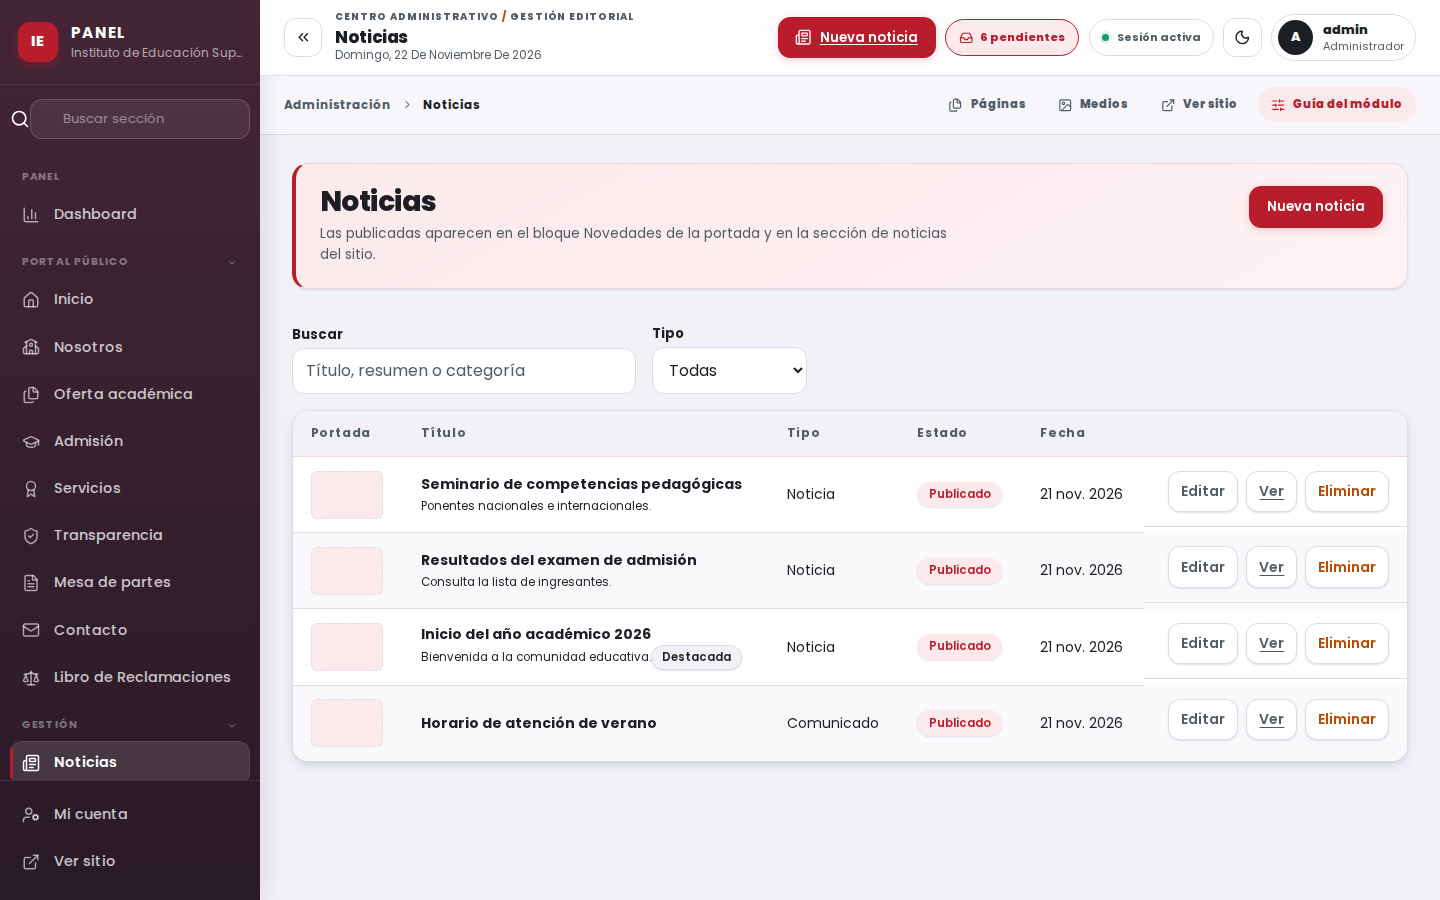 IE
PANEL
Instituto de Educación Sup...
Buscar sección
PANEL
Dashboard
PORTAL PÚBLICO
Inicio
Nosotros
Oferta académica
Admisión
Servicios
Transparencia
Mesa de partes
Contacto
Libro de Reclamaciones
GESTIÓN
Noticias
Mi cuenta
Ver sitio
CENTRO ADMINISTRATIVO / GESTIÓN EDITORIAL
Noticias
Domingo, 22 De Noviembre De 2026
Nueva noticia
6 pendientes
Sesión activa
A
admin
Administrador
Administración > Noticias
Páginas
Medios
Ver sitio
Guía del módulo
Noticias
Las publicadas aparecen en el bloque Novedades de la portada y en la sección de noticias
del sitio.
Nueva noticia
Buscar
Título, resumen o categoría
Tipo
Todas
Portada Título Tipo Estado Fecha
Seminario de competencias pedagógicas
Ponentes nacionales e internacionales.
Noticia Publicado 21 nov. 2026 Editar Ver Eliminar
Resultados del examen de admisión
Consulta la lista de ingresantes.
Noticia Publicado 21 nov. 2026 Editar Ver Eliminar
Inicio del año académico 2026
Bienvenida a la comunidad educativa. Destacada
Noticia Publicado 21 nov. 2026 Editar Ver Eliminar
Horario de atención de verano
Comunicado Publicado 21 nov. 2026 Editar Ver Eliminar